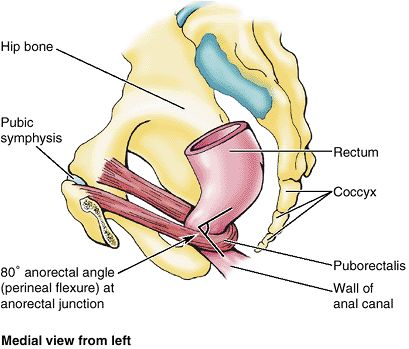 Hip bone
Pubic
symphysis
Rectum
Coccyx
80° anorectal angle
(perineal flexure) at
anorectal junction
Puborectalis
Wall of
anal canal
Medial view from left